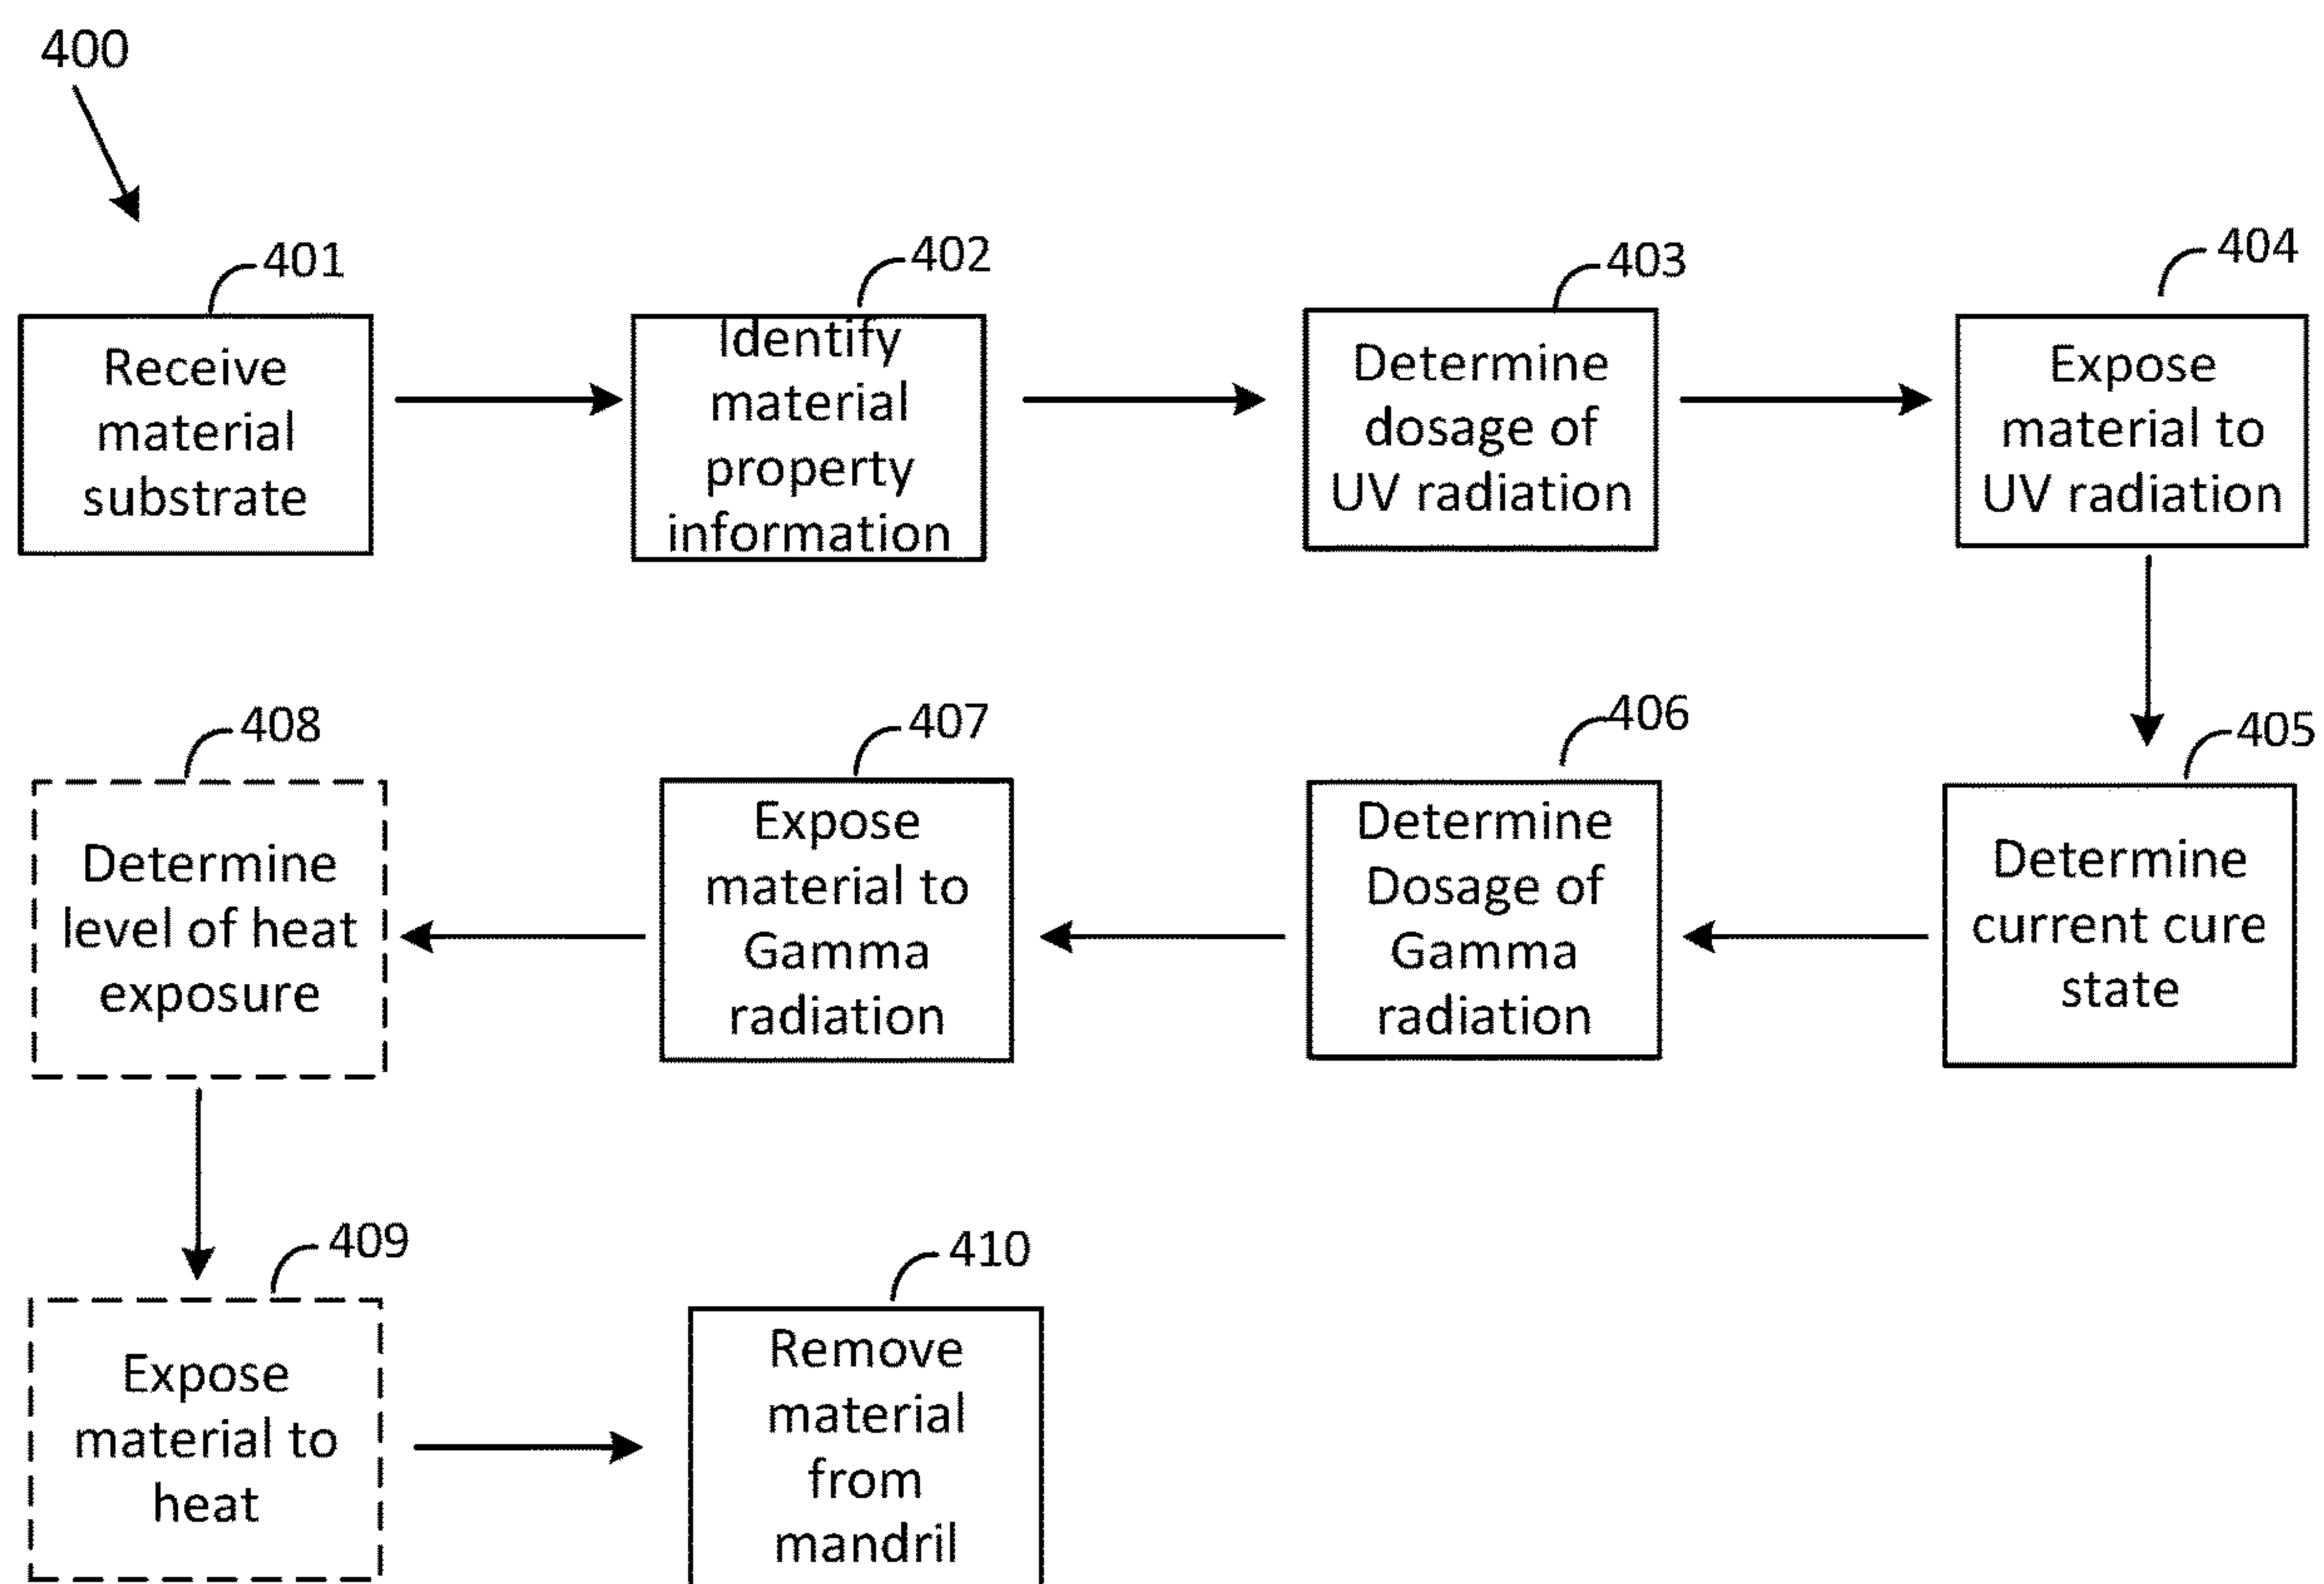 400
401
Receive
material
substrate
402
Identify
material
property
information
403
Determine
dosage of
UV radiation
404
Expose
material to
UV radiation
405
Determine
current cure
state
406
Determine
Dosage of
Gamma
radiation
407
Expose
material to
Gamma
radiation
408
Determine
level of heat
exposure
409
Expose
material to
heat
410
Remove
material
from
mandril